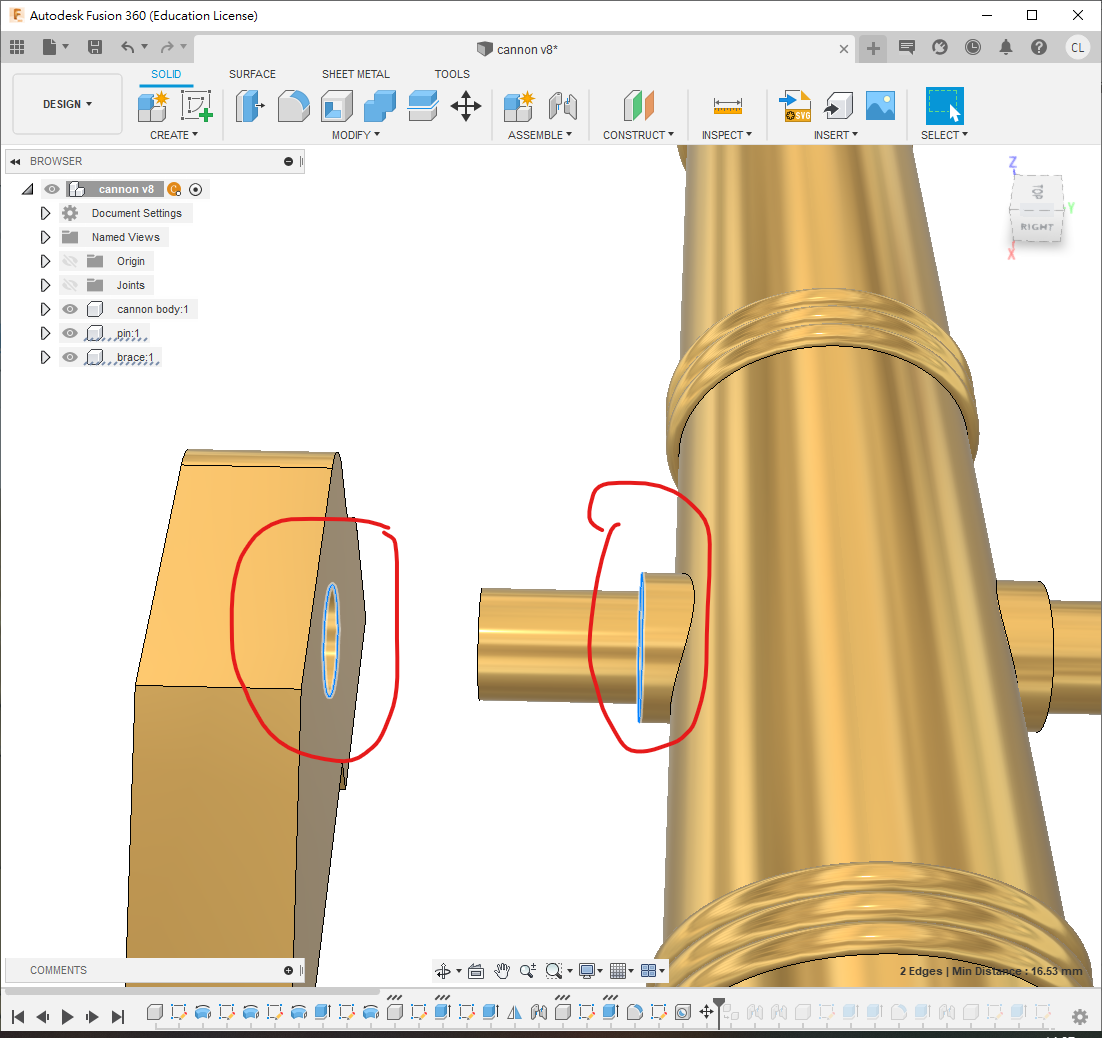 Autodesk Fusion 360 (Education License)
cannon v8*
CL
DESIGN
SOLID
SURFACE
SHEET METAL
TOOLS
SVG
CREATE
MODIFY
ASSEMBLE
CONSTRUCT
INSPECT
INSERT
SELECT
BROWSER
cannon v8
Document Settings
Named Views
Origin
Joints
cannon body:1
pin:1
brace:1
Z
TOP
Y
RIGHT
X
COMMENTS
2 Edges | Min Distance : 16.53 mm